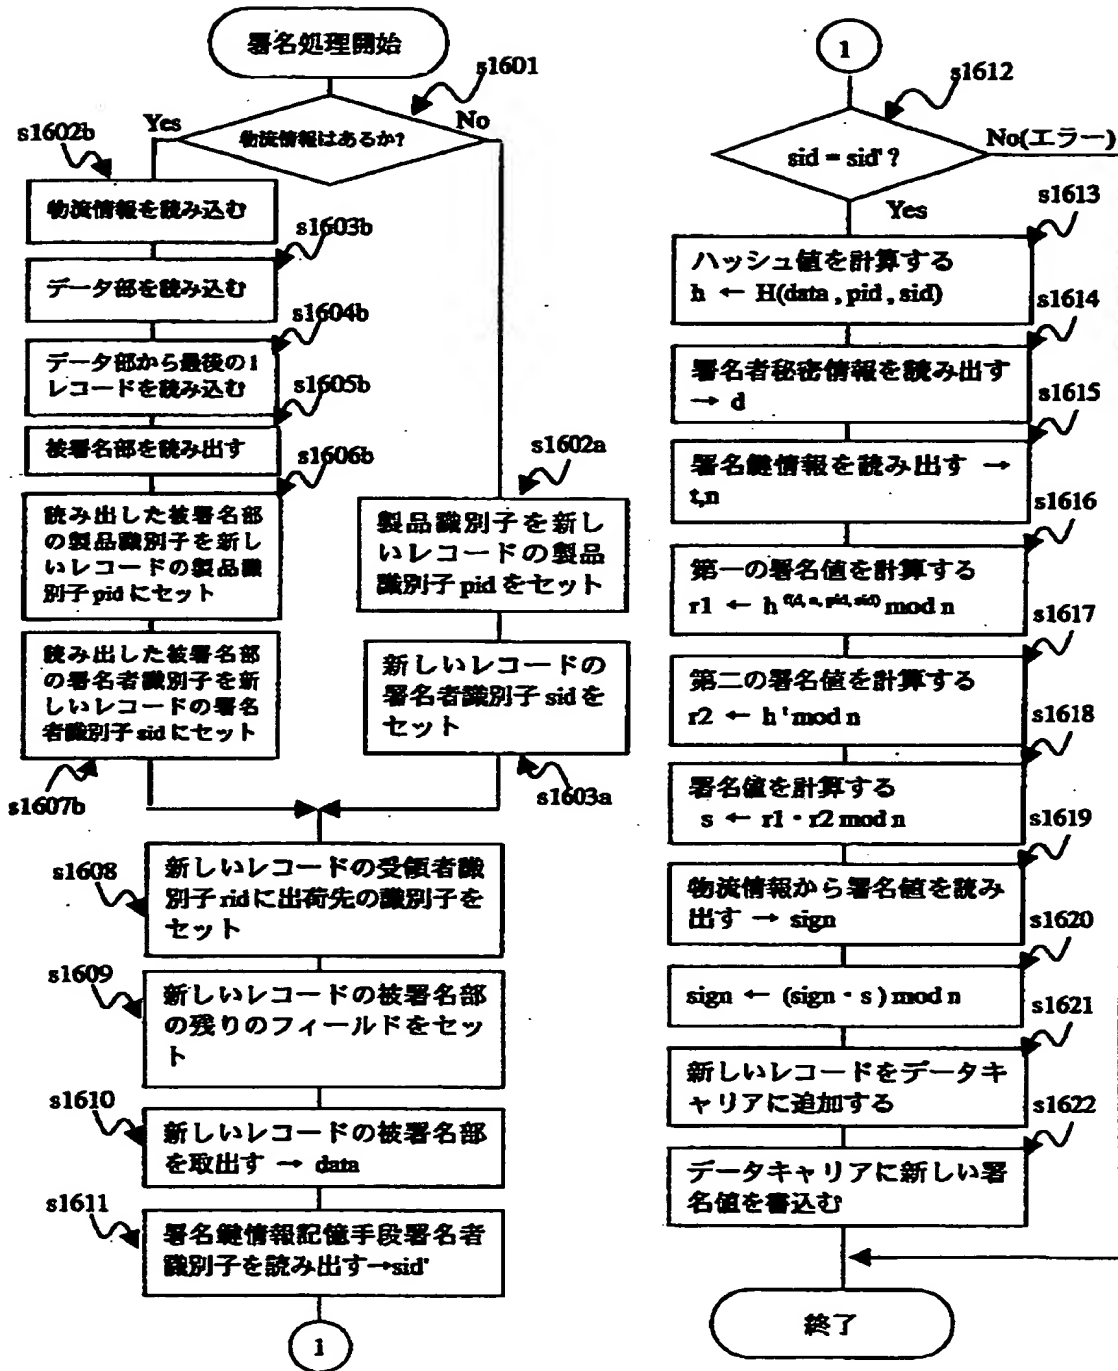 署名処理開始
s1601
物流情報はあるか?
Yes
No
s1602b
物流情報を読み込む
s1603b
データ部を読み込む
s1604b
データ部から最後の1
レコードを読み込む
s1605b
被署名部を読み出す
s1606b
読み出した被署名部
の製品識別子を新し
いレコードの製品識
別子pidにセット
読み出した被署名部
の署名者識別子を新
しいレコードの署名
者識別子sidにセット
s1607b
s1602a
製品識別子を新し
いレコードの製品
識別子pidをセット
新しいレコードの
署名者識別子sidを
セット
s1603a
s1608
新しいレコードの受領者識
別子ridに出荷先の識別子を
セット
s1609
新しいレコードの被署名部
の残りのフィールドをセッ
ト
s1610
新しいレコードの被署名部
を取出す → data
s1611
署名鍵情報記憶手段署名者
識別子を読み出す→sid'
1
1
s1612
sid = sid' ?
No(エラー)
Yes
s1613
ハッシュ値を計算する
h ← H(data , pid , sid)
s1614
署名者秘密情報を読み出す
→ d
s1615
署名鍵情報を読み出す →
t,n
s1616
第一の署名値を計算する
r1 ← h mod n
s1617
第二の署名値を計算する
r2 ← h mod n
s1618
署名値を計算する
s ← r1・r2 mod n
s1619
物流情報から署名値を読み
出す → sign
s1620
sign ← (sign・s ) mod n
s1621
新しいレコードをデータキ
ャリアに追加する
s1622
データキャリアに新しい署
名値を書込む
終了